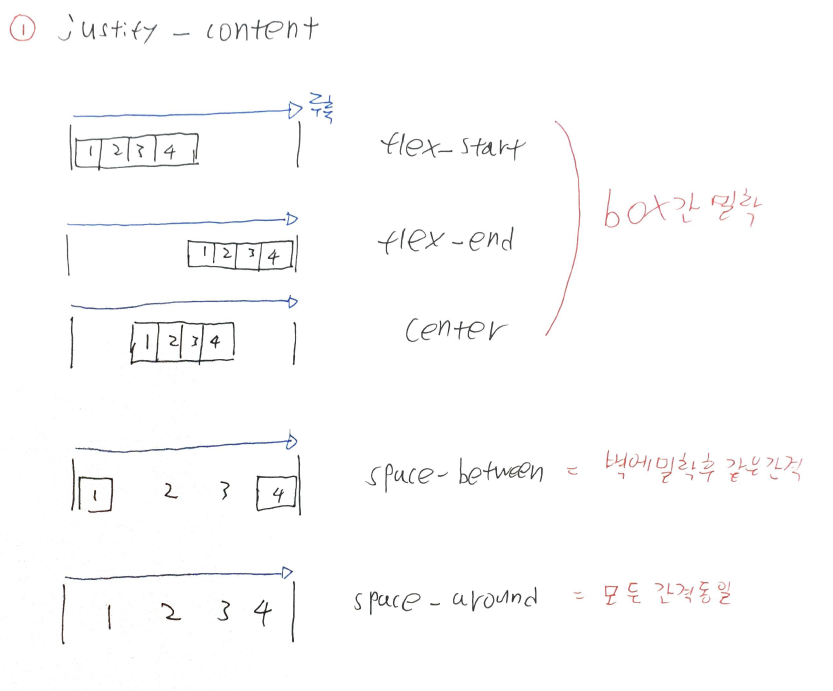 ① justify - content
주축
1 2 3 4 flex-start
box간 밀착
1 2 3 4 flex-end
1 2 3 4 center
1 2 3 4 space-between = 벽에밀착후 같은간격
1 2 3 4 space-around = 모든 간격동일